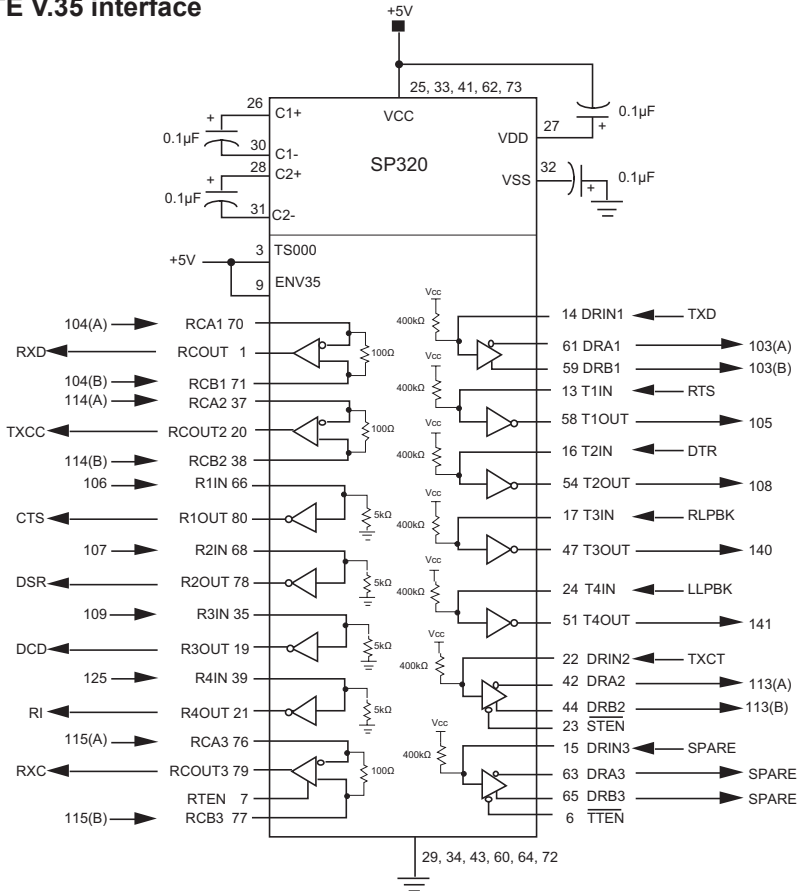 TE V.35 interface
+5V
25, 33, 41, 62, 73
26 C1+
VCC
0.1µF
+
0.1µF
+
30 C1-
28 C2+
VDD 27
SP320
VSS 32
0.1µF
+
0.1µF
+
31 C2-
+
+5V
3 TS000
9 ENV35
104(A) RCA1 70
RXD RCOUT 1
100Ω
104(B) RCB1 71
114(A) RCA2 37
TXCC RCOUT2 20
100Ω
114(B) RCB2 38
106 R1IN 66
CTS R1OUT 80
5kΩ
107 R2IN 68
DSR R2OUT 78
5kΩ
109 R3IN 35
DCD R3OUT 19
5kΩ
125 R4IN 39
RI R4OUT 21
5kΩ
115(A) RCA3 76
RXC RCOUT3 79
100Ω
RTEN 7
115(B) RCB3 77
Vcc
400kΩ
14 DRIN1 TXD
61 DRA1 103(A)
59 DRB1 103(B)
Vcc
400kΩ
13 T1IN RTS
58 T1OUT 105
Vcc
400kΩ
16 T2IN DTR
54 T2OUT 108
Vcc
400kΩ
17 T3IN RLPBK
47 T3OUT 140
Vcc
400kΩ
24 T4IN LLPBK
51 T4OUT 141
Vcc
400kΩ
22 DRIN2 TXCT
42 DRA2 113(A)
44 DRB2 113(B)
23 STEN
Vcc
400kΩ
15 DRIN3 SPARE
63 DRA3 SPARE
65 DRB3 SPARE
6 TTEN
29, 34, 43, 60, 64, 72